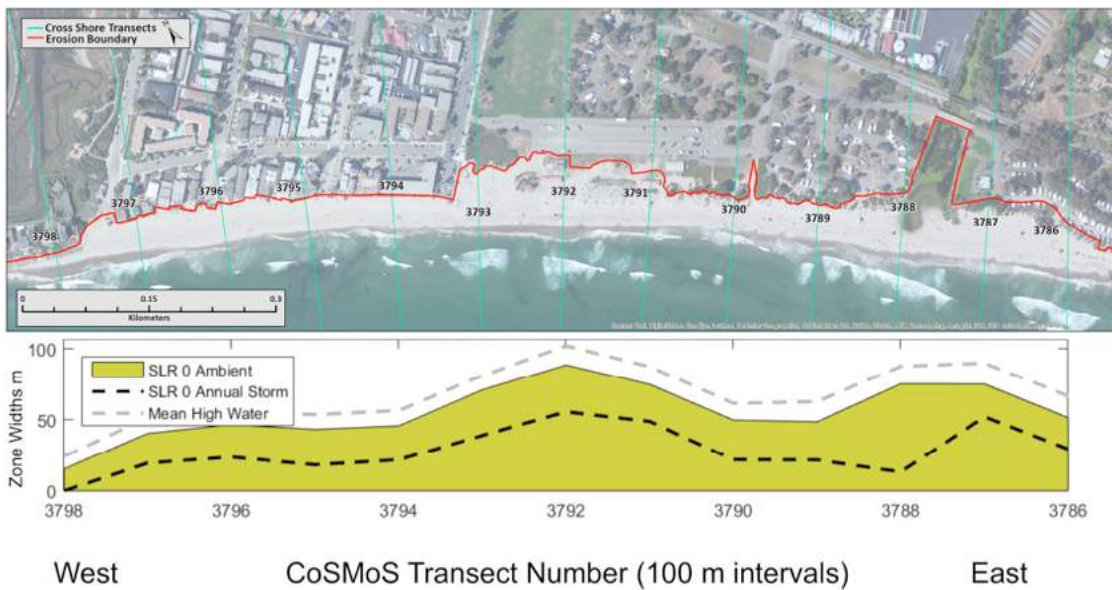 Cross Shore Transects
Erosion Boundary
N
3798
3797
3796
3795
3794
3793
3792
3791
3790
3789
3788
3787
3786
0 0.15 0.3
Kilometers
100
50
0
Zone Widths m
SLR 0 Ambient
SLR 0 Annual Storm
Mean High Water
3798 3796 3794 3792 3790 3788 3786
West CoSMoS Transect Number (100 m intervals) East